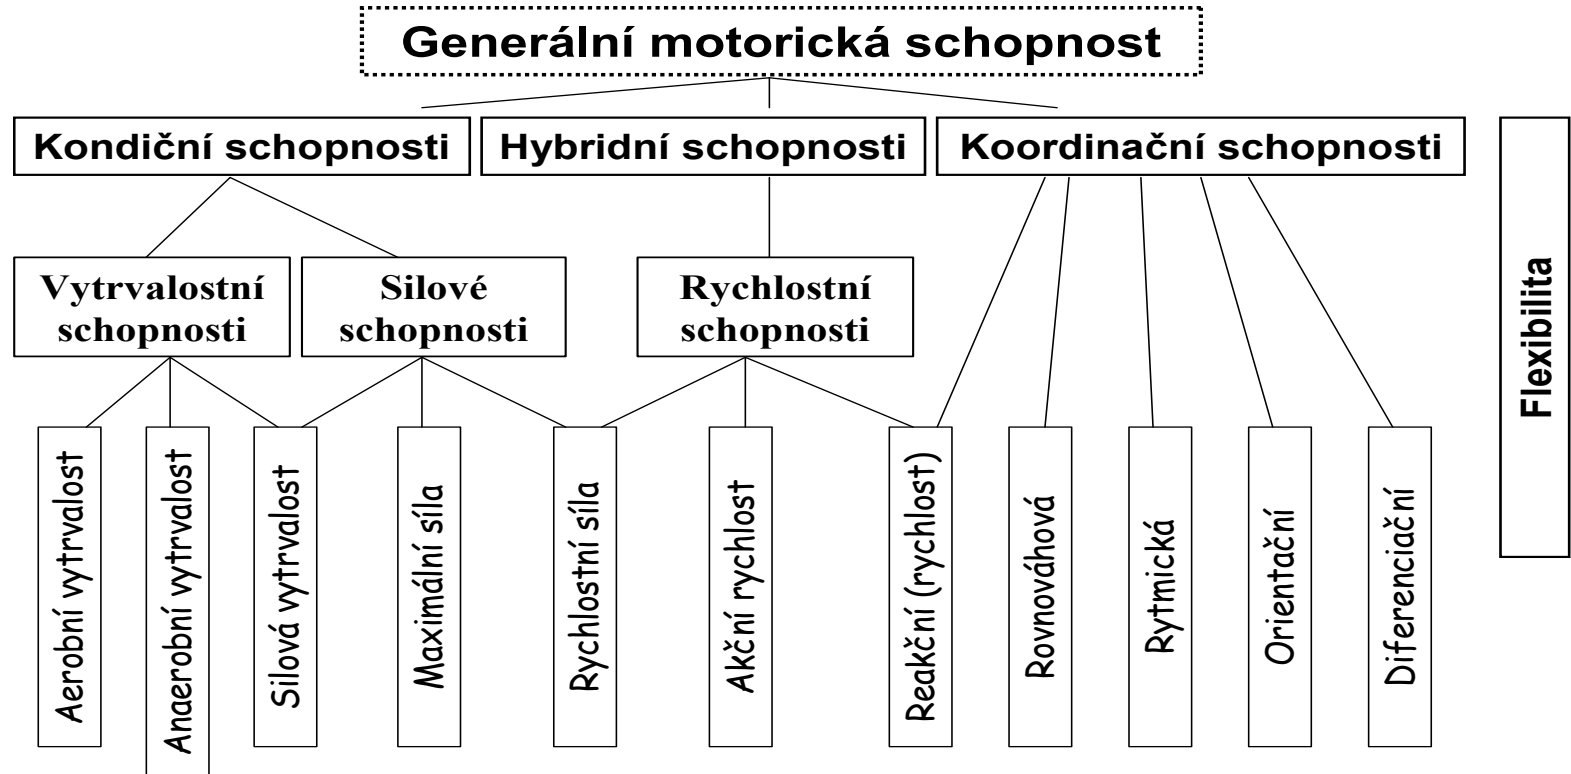 Generální motorická schopnost
Kondiční schopnosti
Hybridní schopnosti
Koordinační schopnosti
Flexibilita
Vytrvalostní
schopnosti
Silové
schopnosti
Rychlostní
schopnosti
Aerobní vytrvalost
Anaerobní vytrvalost
Silová vytrvalost
Maximální síla
Rychlostní síla
Akční rychlost
Reakční (rychlost)
Rovnováhová
Rytmická
Orientační
Diferenciační